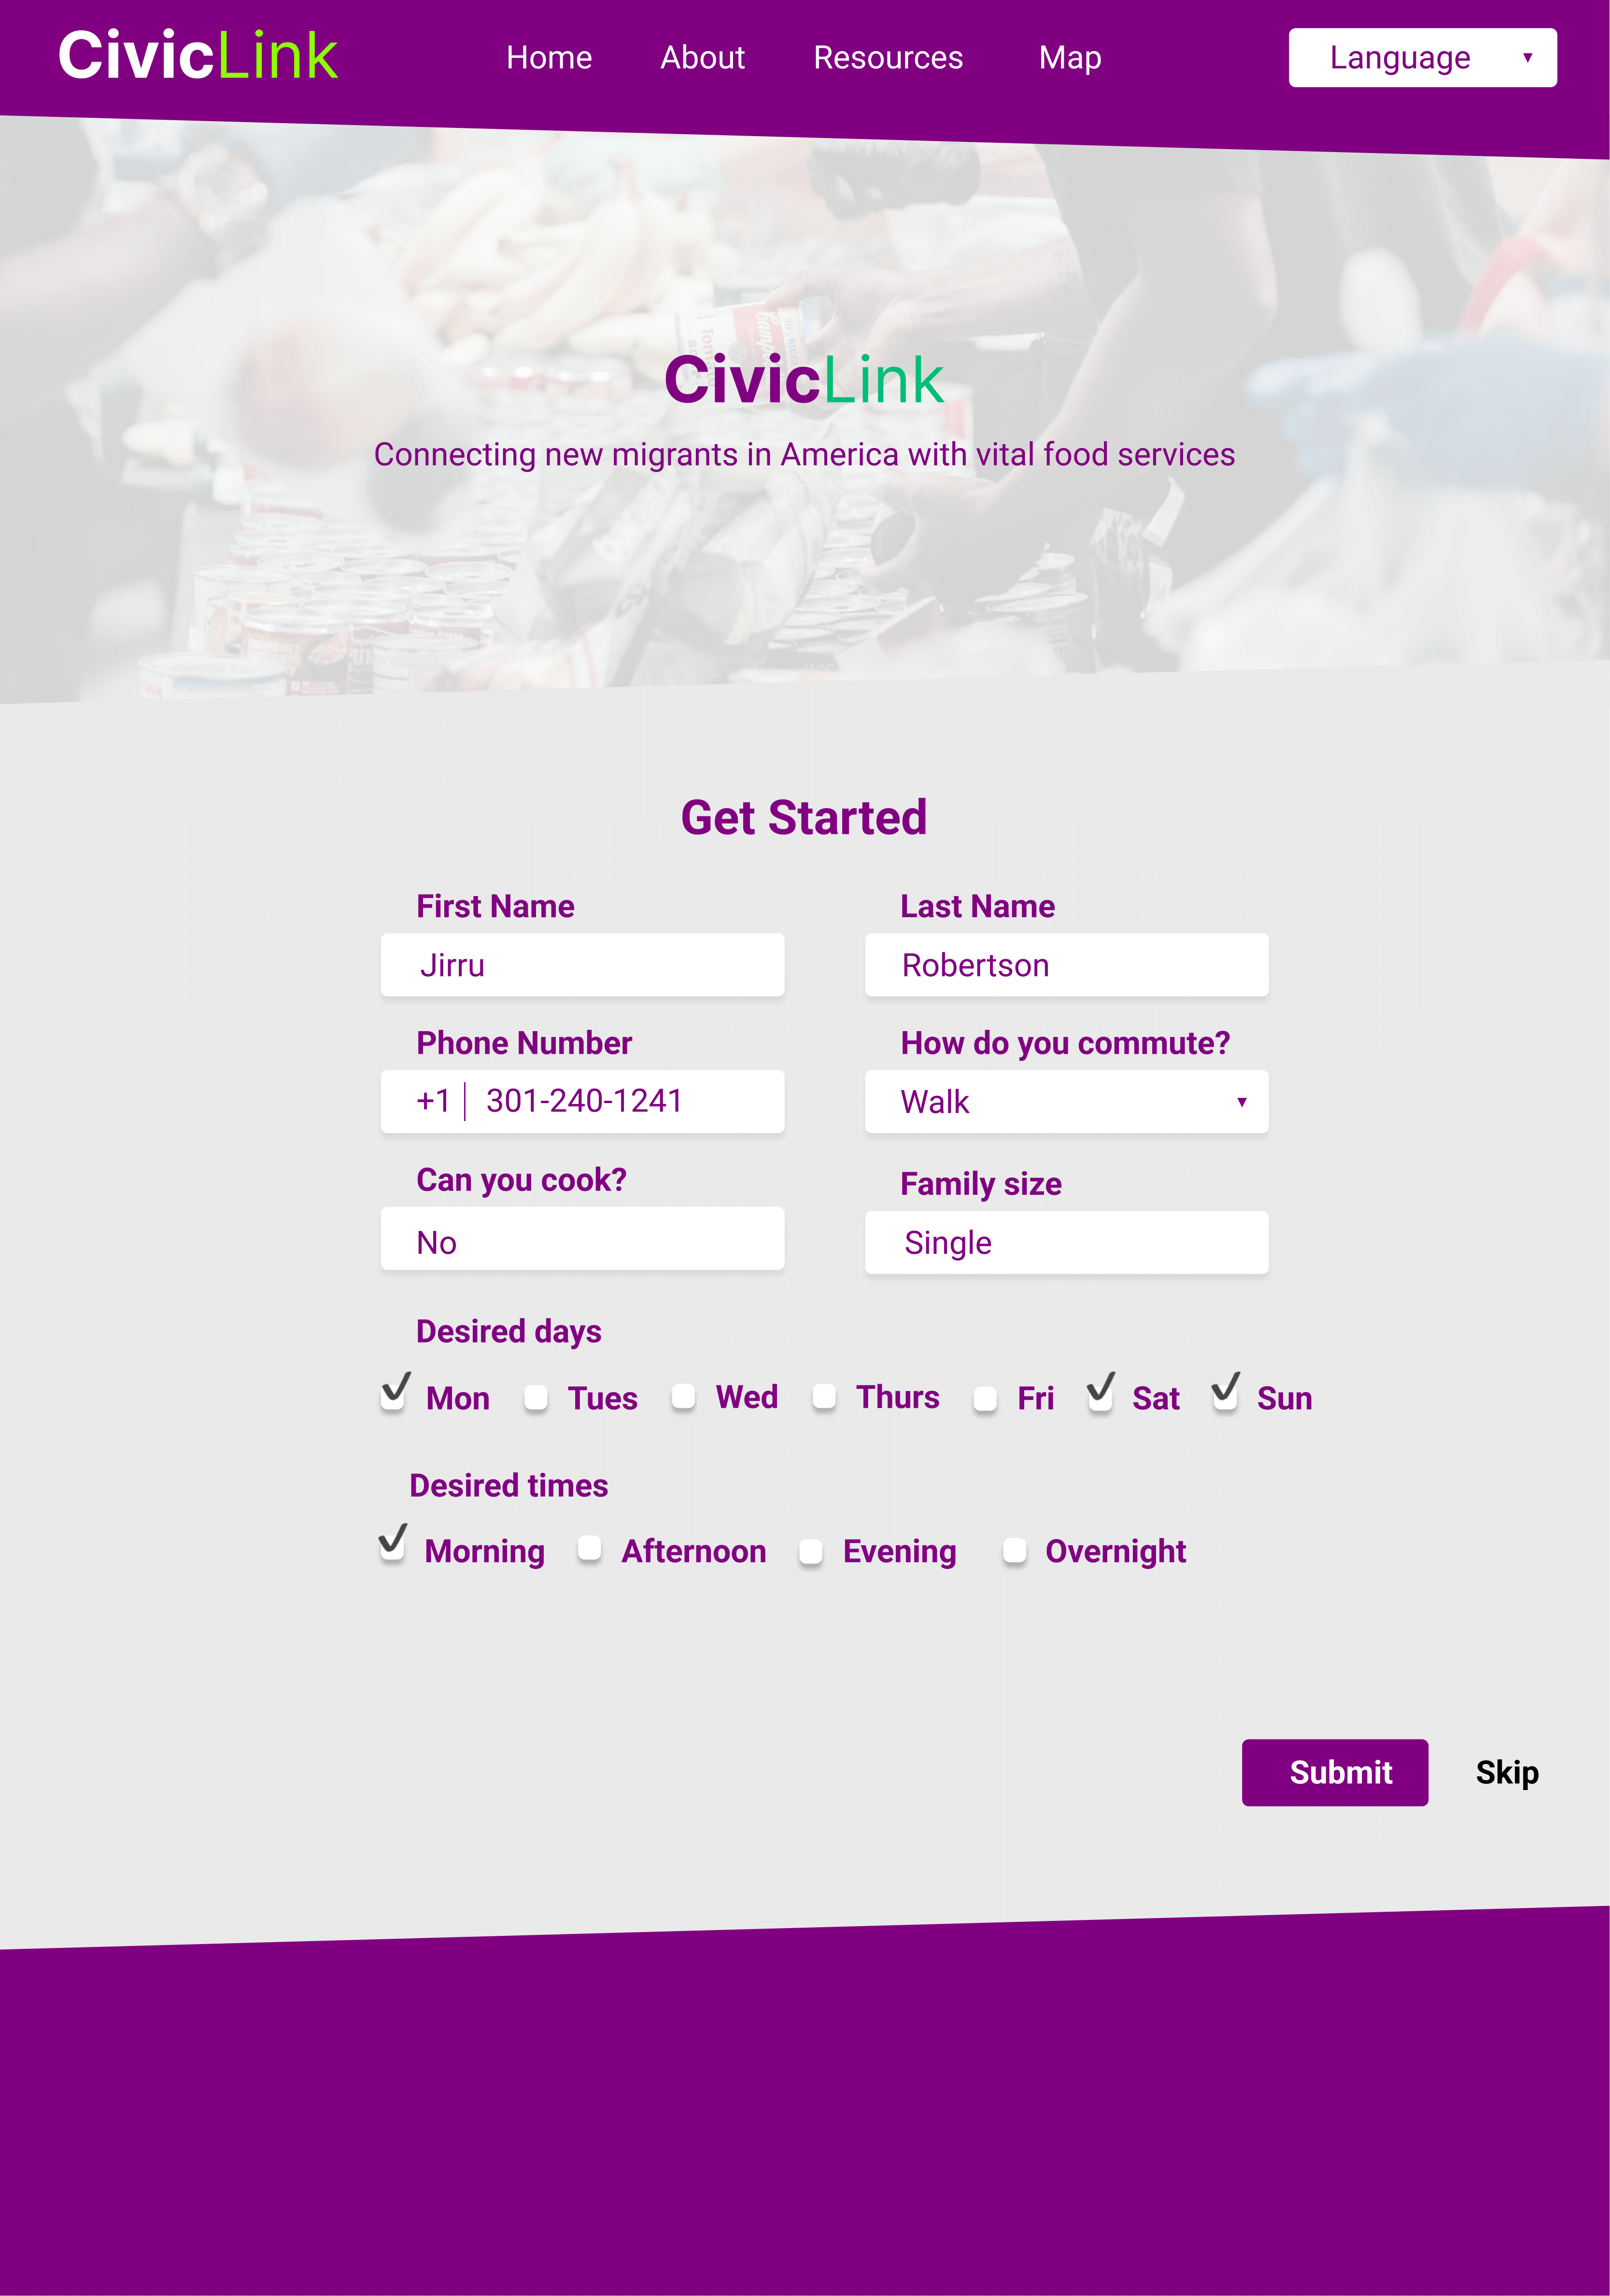 CivicLink Home About Resources Map Language ▼
CivicLink
Connecting new migrants in America with vital food services
Get Started
First Name Last Name
Jirru Robertson
Phone Number How do you commute?
+1 301-240-1241 Walk ▼
Can you cook? Family size
No Single
Desired days
Mon Tues Wed Thurs Fri Sat Sun
Desired times
Morning Afternoon Evening Overnight
Submit Skip